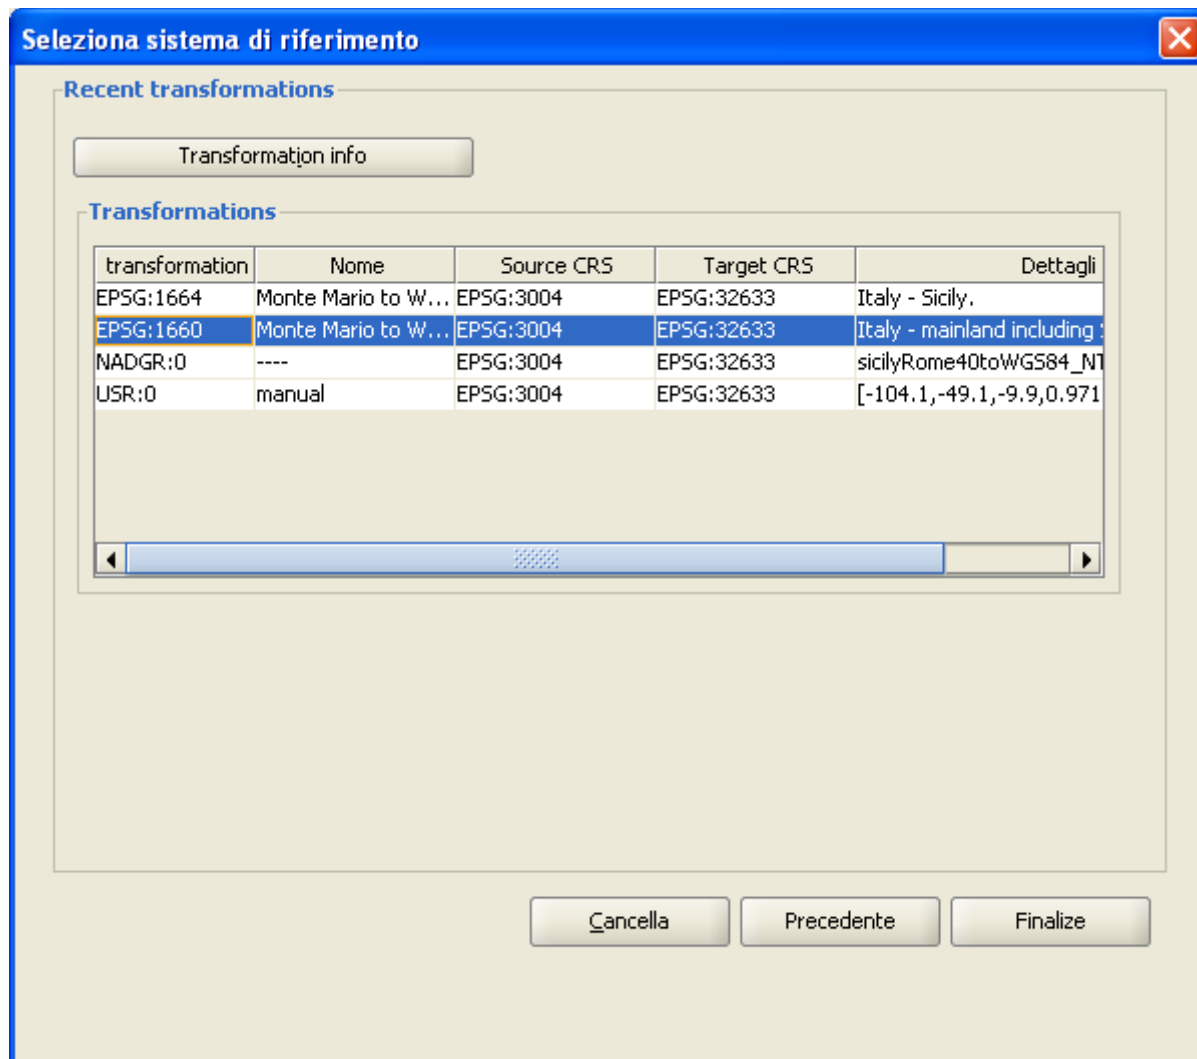 Seleziona sistema di riferimento
Recent transformations
Transformation info
Transformations
transformation Nome Source CRS Target CRS Dettagli
EPSG:1664 Monte Mario to W... EPSG:3004 EPSG:32633 Italy - Sicily.
EPSG:1660 Monte Mario to W... EPSG:3004 EPSG:32633 Italy - mainland including
NADGR:0 ---- EPSG:3004 EPSG:32633 sicilyRome40toWGS84_NT
USR:0 manual EPSG:3004 EPSG:32633 [-104.1,-49.1,-9.9,0.971
Cancella Precedente Finalize